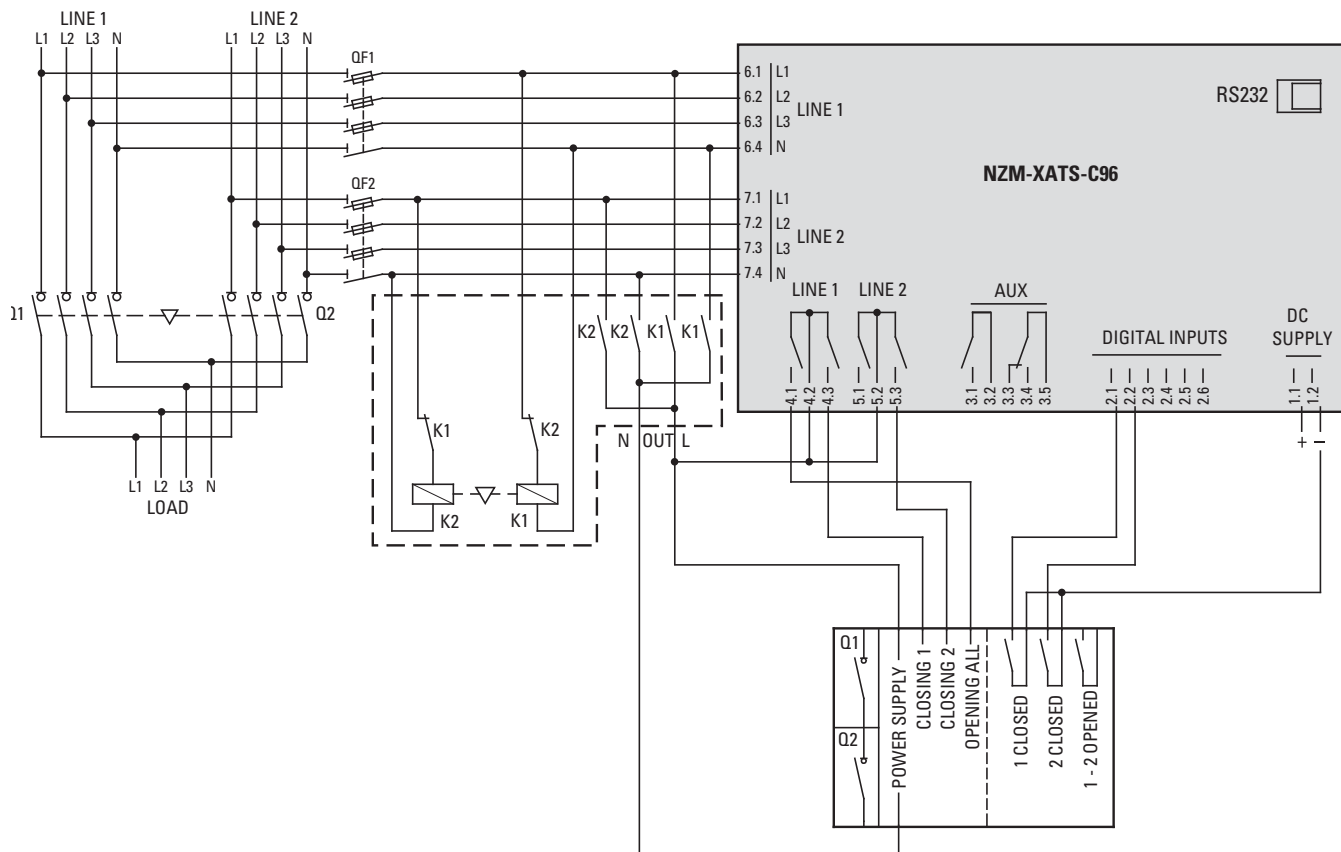 LINE 1
LINE 2
L1 L2 L3 N
L1 L2 L3 N
QF1
6.1 L1
6.2 L2
6.3 L3
6.4 N
LINE 1
RS232
NZM-XATS-C96
QF2
7.1 L1
7.2 L2
7.3 L3
7.4 N
LINE 2
Q2
K2 K2 K1 K1
LINE 1 LINE 2
AUX
DIGITAL INPUTS
DC
SUPPLY
4.1 4.2 4.3 5.1 5.2 5.3
3.1 3.2 3.3 3.4 3.5
2.1 2.2 2.3 2.4 2.5 2.6
1.1 1.2
+ −
K1
K2
N OUT L
K2
K1
L1 L2 L3 N
LOAD
Q1
Q2
POWER SUPPLY
CLOSING 1
CLOSING 2
OPENING ALL
1 CLOSED
2 CLOSED
1 - 2 OPENED